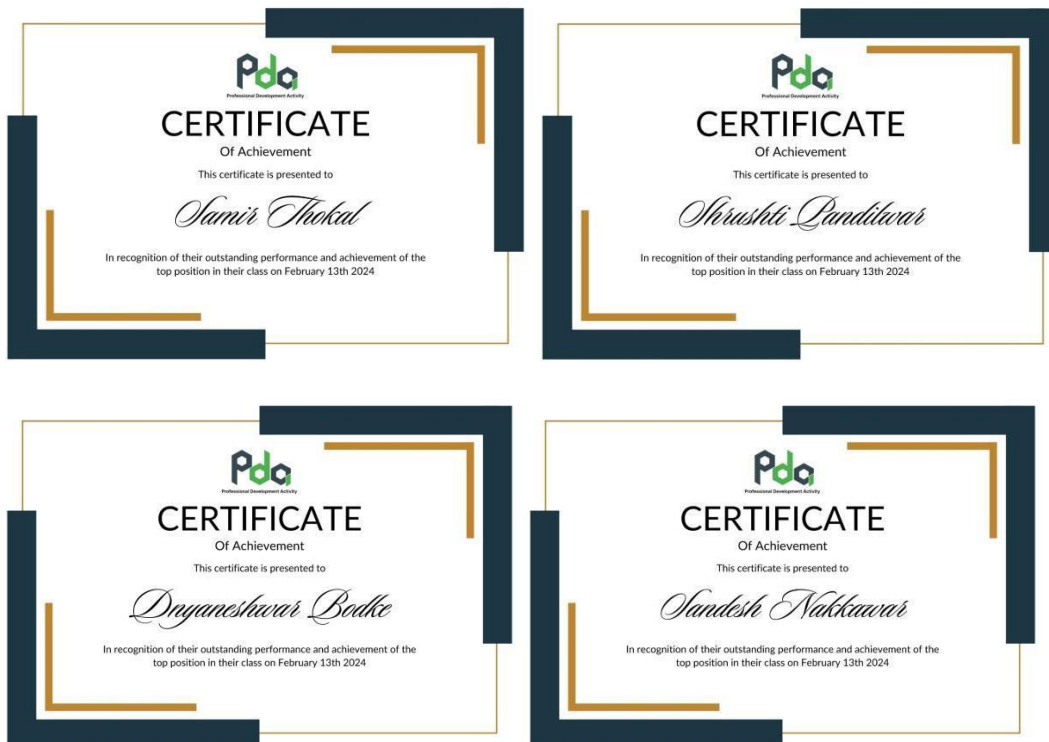 Pda
Professional Development Activity
CERTIFICATE
Of Achievement
This certificate is presented to
Samir Thokal
In recognition of their outstanding performance and achievement of the
top position in their class on February 13th 2024
Pda
Professional Development Activity
CERTIFICATE
Of Achievement
This certificate is presented to
Shrushti Panditwar
In recognition of their outstanding performance and achievement of the
top position in their class on February 13th 2024
Pda
Professional Development Activity
CERTIFICATE
Of Achievement
This certificate is presented to
Dnyaneshwar Bodke
In recognition of their outstanding performance and achievement of the
top position in their class on February 13th 2024
Pda
Professional Development Activity
CERTIFICATE
Of Achievement
This certificate is presented to
Sandesh Nakkawar
In recognition of their outstanding performance and achievement of the
top position in their class on February 13th 2024